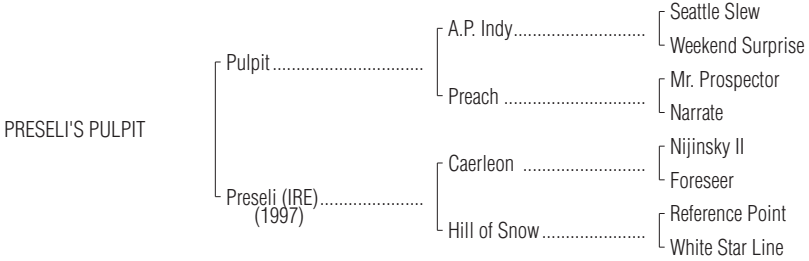 Seattle Slew
A.P. Indy
Weekend Surprise
Pulpit
Mr. Prospector
Preach
Narrate
PRESELI'S PULPIT
Nijinsky II
Caerleon
Foreseer
Preseli (IRE)
(1997)
Reference Point
Hill of Snow
White Star Line